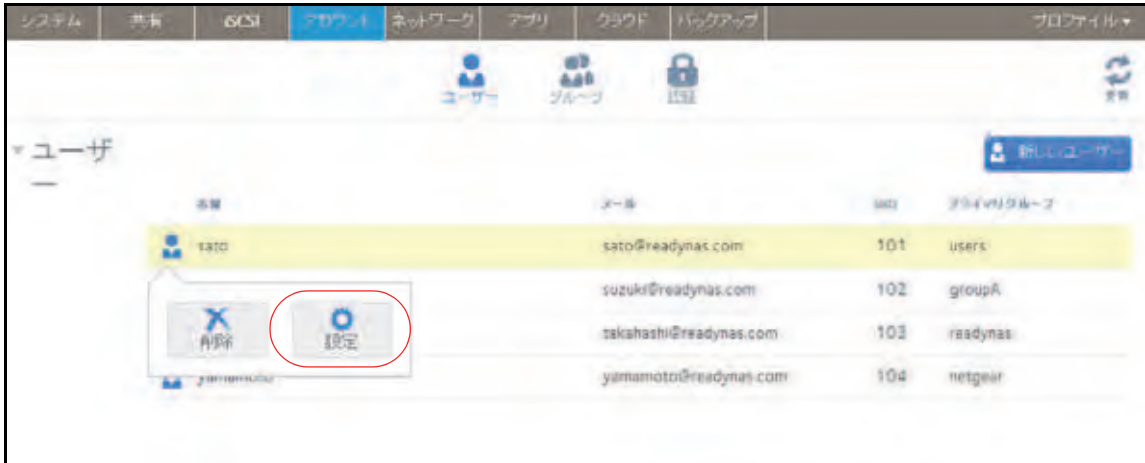 システム 共有 iSCSI アカウント ネットワーク アプリ クラウド バックアップ プロファイル
ユーザー グループ 認証 更新
ユーザー
新しいユーザー
名前 メール UID プライマリグループ
sato sato@readynas.com 101 users
suzuki@readynas.com 102 groupA
takahashi@readynas.com 103 readynas
削除 設定
yamamoto yamamoto@readynas.com 104 netgear